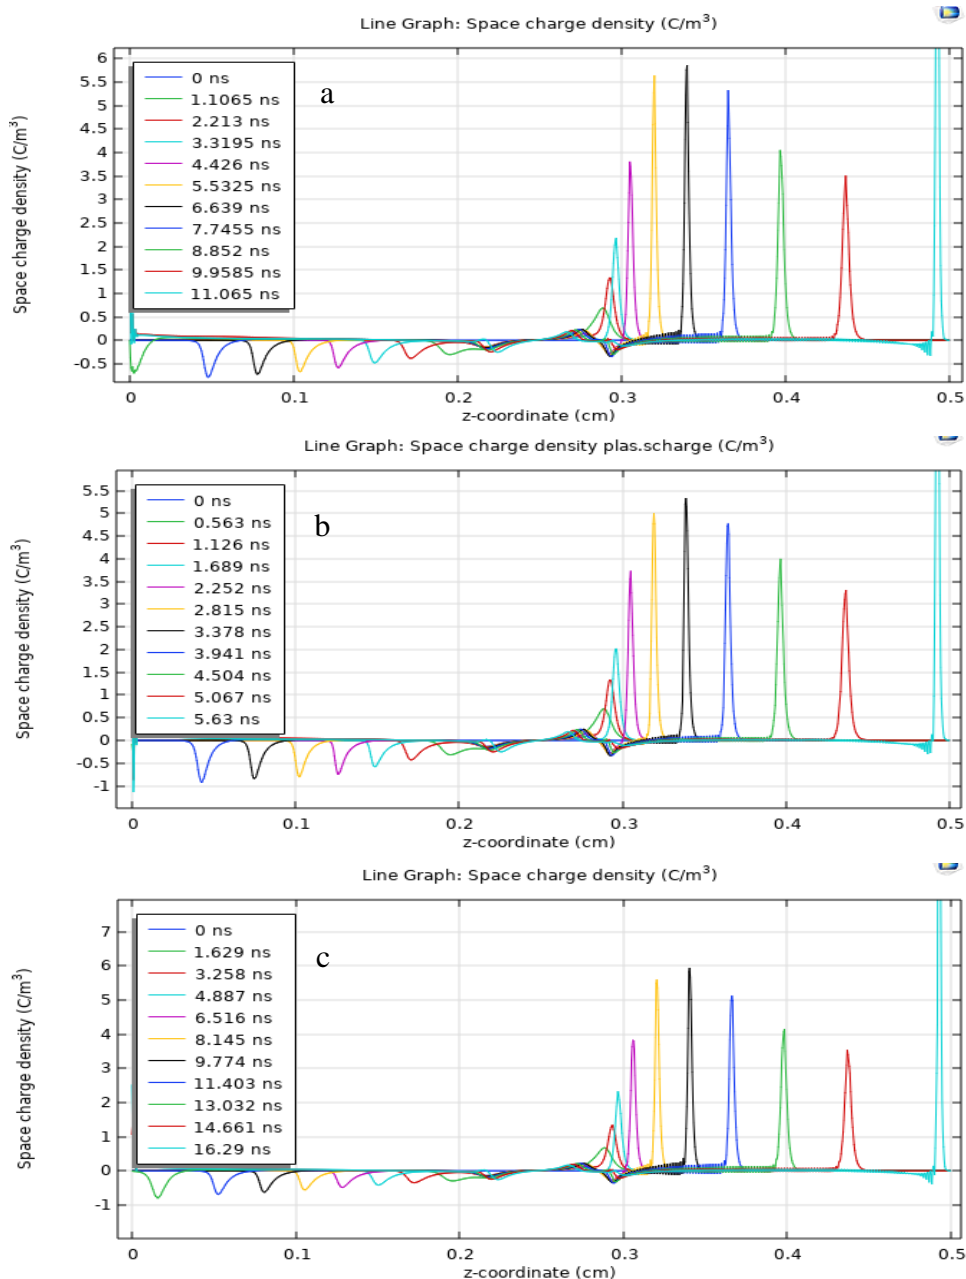 Line Graph: Space charge density (C/m³)
Space charge density (C/m³)
6
5.5
5
4.5
4
3.5
3
2.5
2
1.5
1
0.5
0
-0.5
0 ns
1.1065 ns
2.213 ns
3.3195 ns
4.426 ns
5.5325 ns
6.639 ns
7.7455 ns
8.852 ns
9.9585 ns
11.065 ns
a
0 0.1 0.2 0.3 0.4 0.5
z-coordinate (cm)
Line Graph: Space charge density plas.scharge (C/m³)
Space charge density (C/m³)
5.5
5
4.5
4
3.5
3
2.5
2
1.5
1
0.5
0
-0.5
-1
0 ns
0.563 ns
1.126 ns
1.689 ns
2.252 ns
2.815 ns
3.378 ns
3.941 ns
4.504 ns
5.067 ns
5.63 ns
b
0 0.1 0.2 0.3 0.4 0.5
z-coordinate (cm)
Line Graph: Space charge density (C/m³)
Space charge density (C/m³)
7
6
5
4
3
2
1
0
-1
0 ns
1.629 ns
3.258 ns
4.887 ns
6.516 ns
8.145 ns
9.774 ns
11.403 ns
13.032 ns
14.661 ns
16.29 ns
c
0 0.1 0.2 0.3 0.4 0.5
z-coordinate (cm)